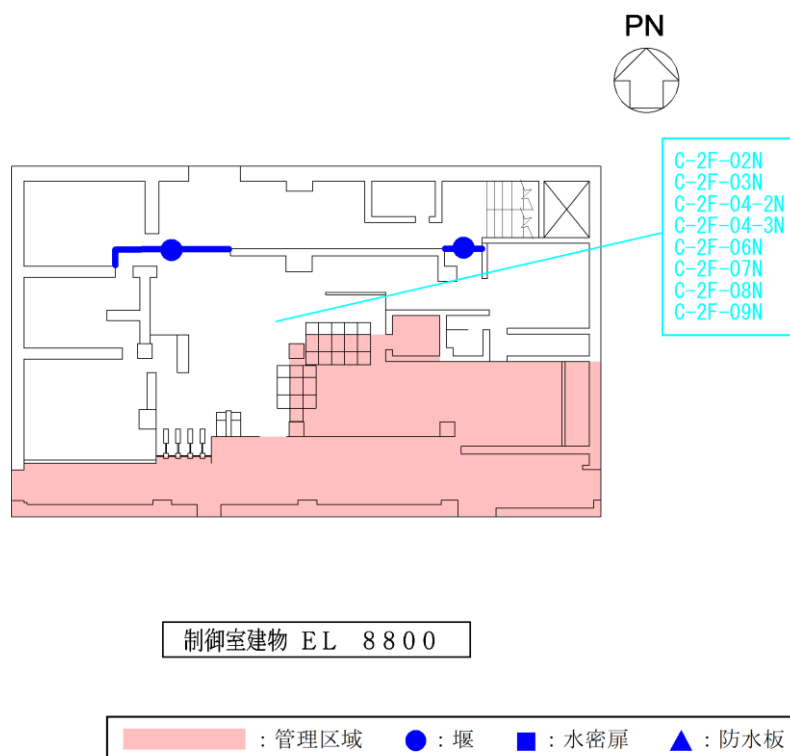 PN
C-2F-02N
C-2F-03N
C-2F-04-2N
C-2F-04-3N
C-2F-06N
C-2F-07N
C-2F-08N
C-2F-09N
制御室建物 EL 8800
：管理区域 ：堰 ：水密扉 ：防水板